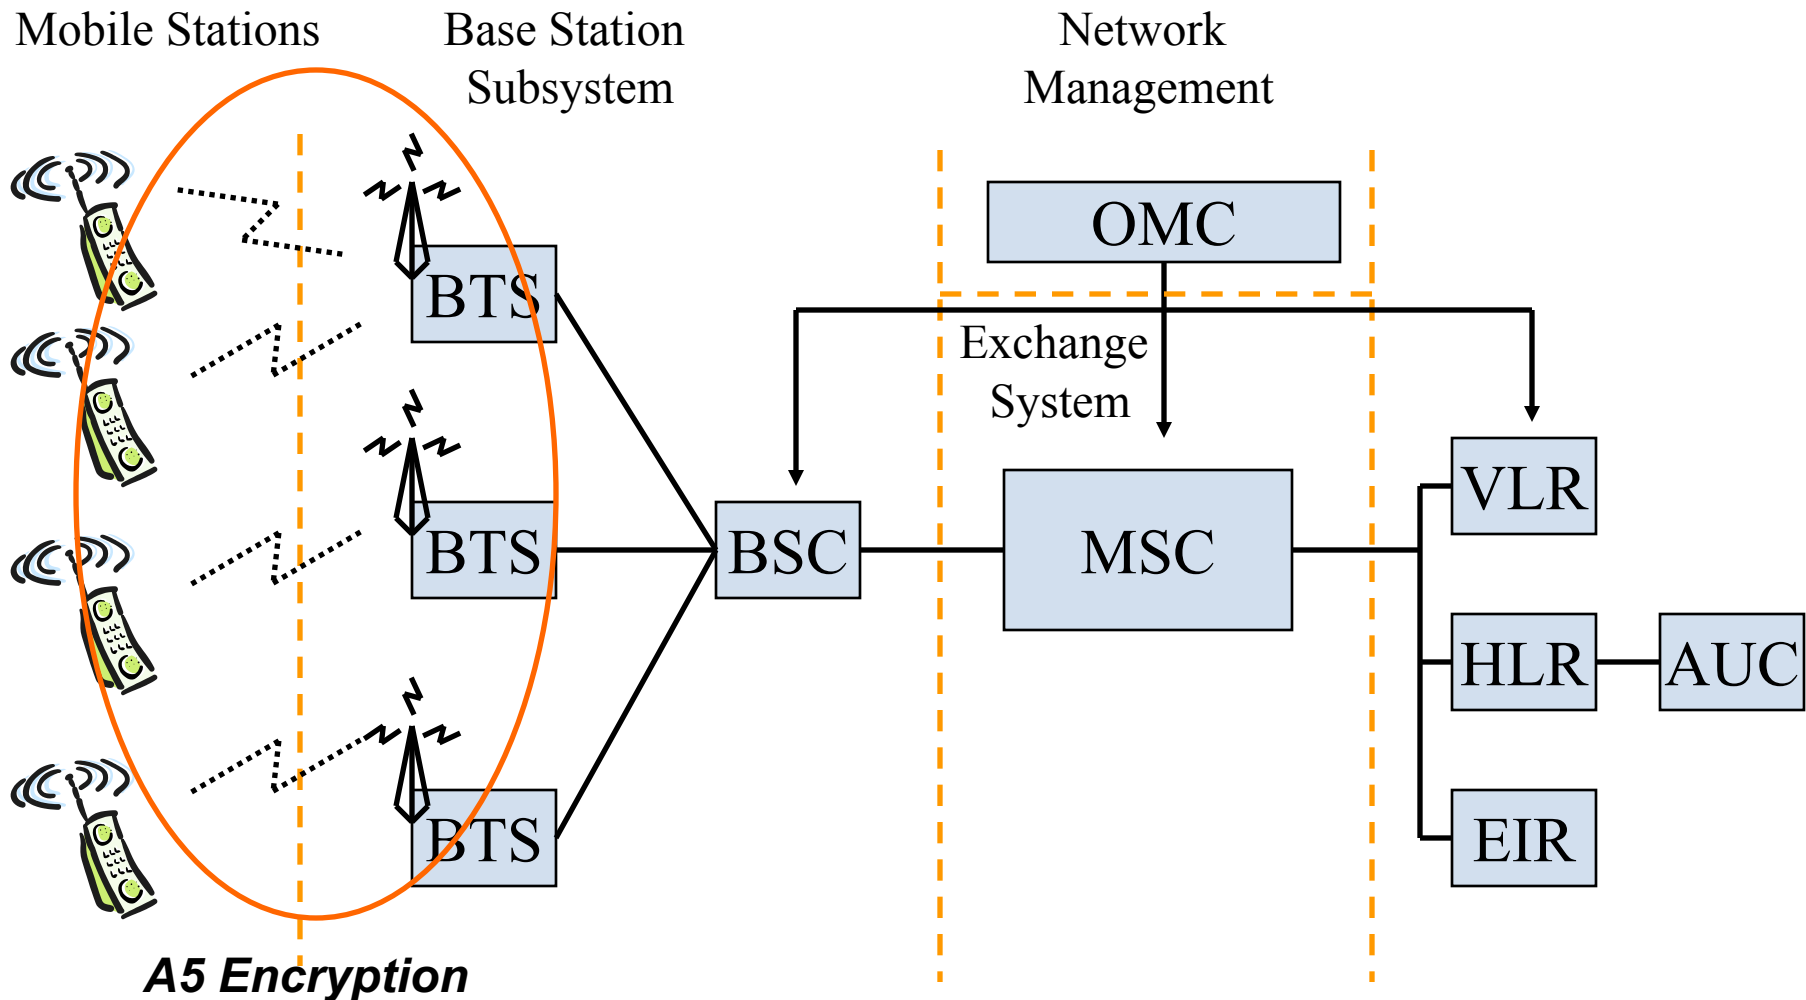 Mobile Stations
Base Station
Subsystem
Network
Management
OMC
BTS
Exchange
System
VLR
BTS
BSC
MSC
HLR
AUC
BTS
EIR
A5 Encryption